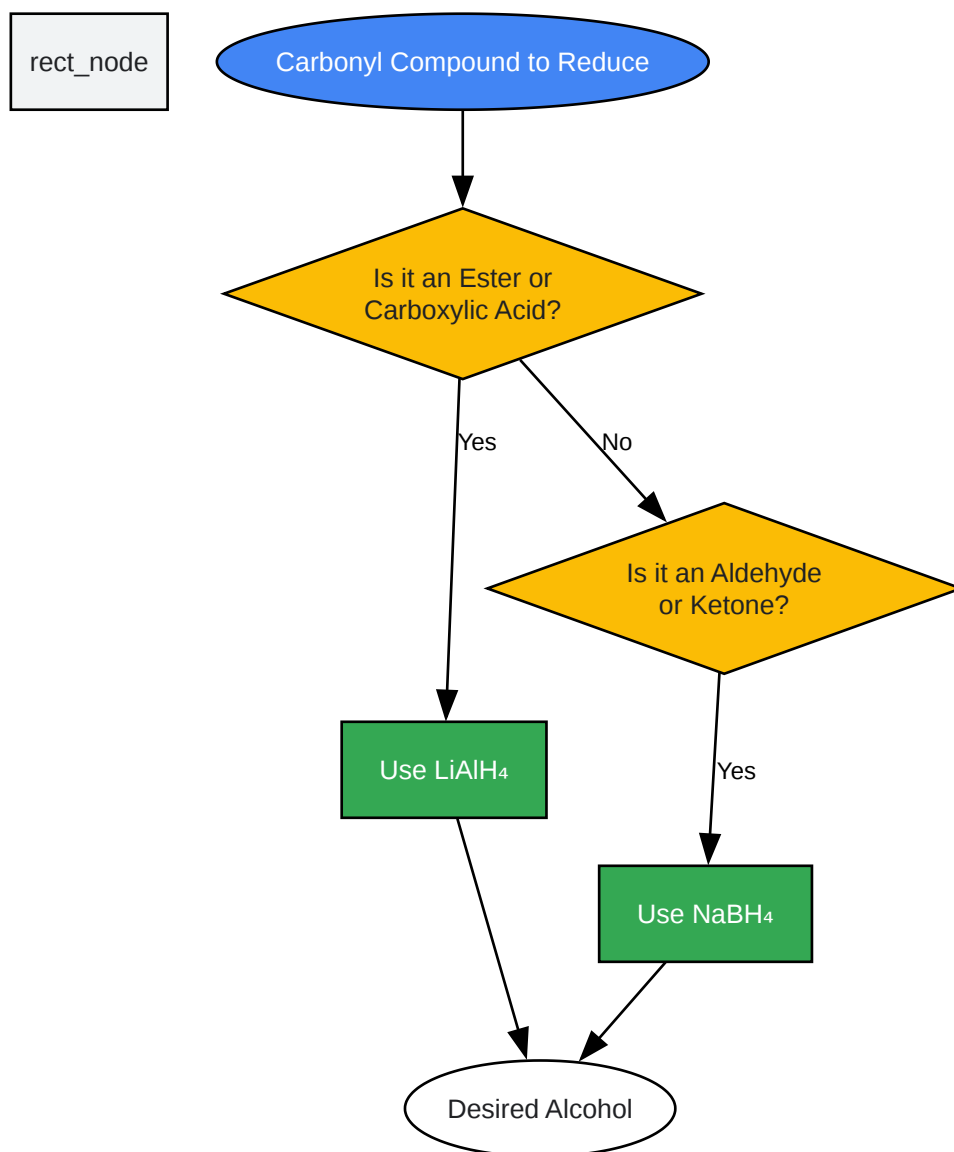 rect_node
Carbonyl Compound to Reduce
Is it an Ester or
Carboxylic Acid?
Yes
No
Is it an Aldehyde
or Ketone?
Use LiAlH₄
Yes
Use NaBH₄
Desired Alcohol